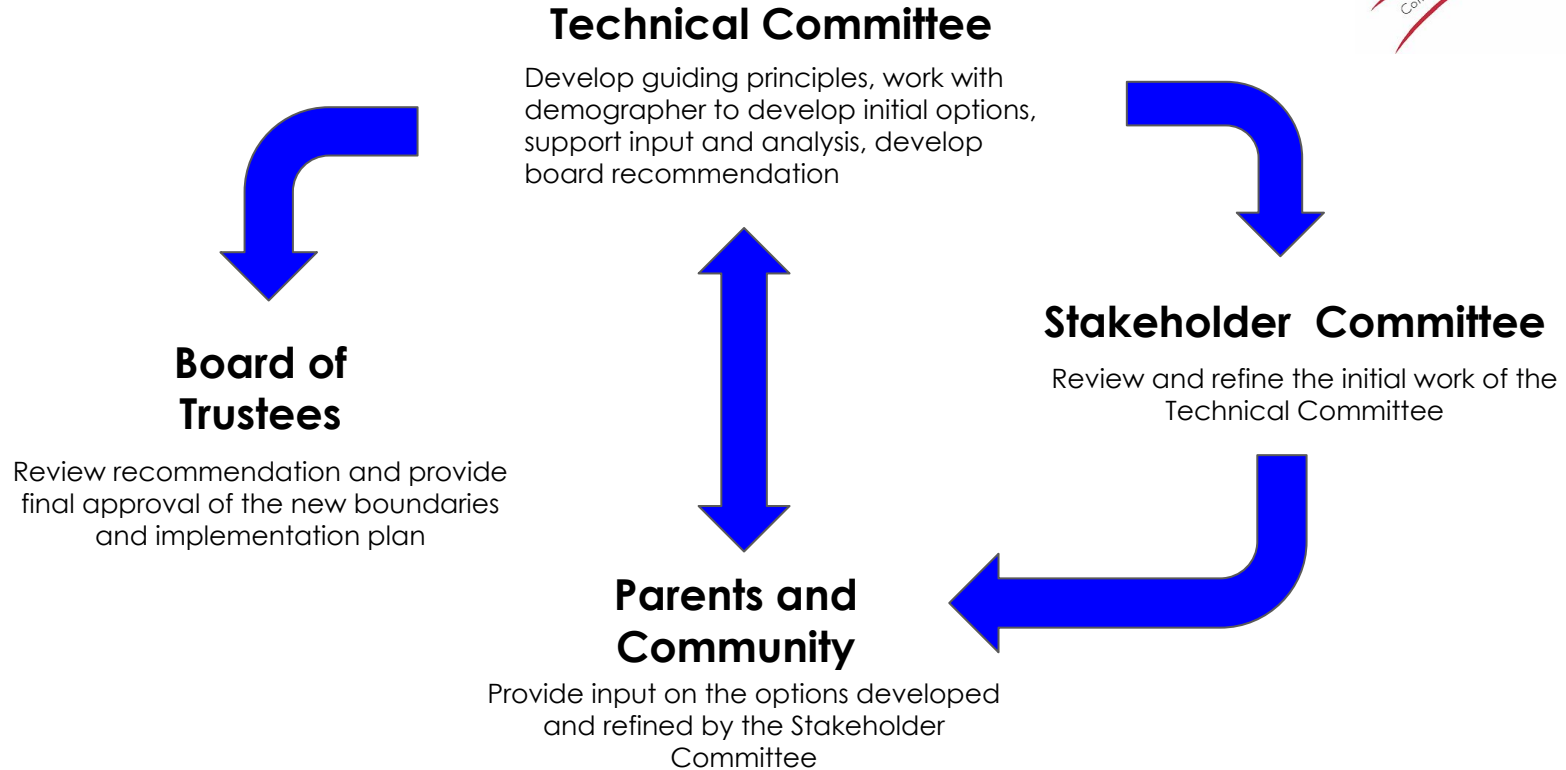 Technical Committee
Develop guiding principles, work with
demographer to develop initial options,
support input and analysis, develop
board recommendation
Stakeholder Committee
Review and refine the initial work of the
Technical Committee
Board of
Trustees
Review recommendation and provide
final approval of the new boundaries
and implementation plan
Parents and
Community
Provide input on the options developed
and refined by the Stakeholder
Committee